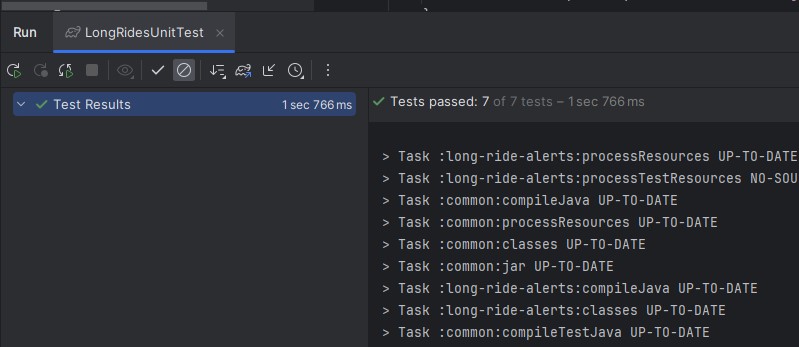 Run LongRidesUnitTest
Test Results 1 sec 766 ms
Tests passed: 7 of 7 tests – 1 sec 766 ms
> Task :long-ride-alerts:processResources UP-TO-DATE
> Task :long-ride-alerts:processTestResources NO-SOU
> Task :common:compileJava UP-TO-DATE
> Task :common:processResources UP-TO-DATE
> Task :common:classes UP-TO-DATE
> Task :common:jar UP-TO-DATE
> Task :long-ride-alerts:compileJava UP-TO-DATE
> Task :long-ride-alerts:classes UP-TO-DATE
> Task :common:compileTestJava UP-TO-DATE